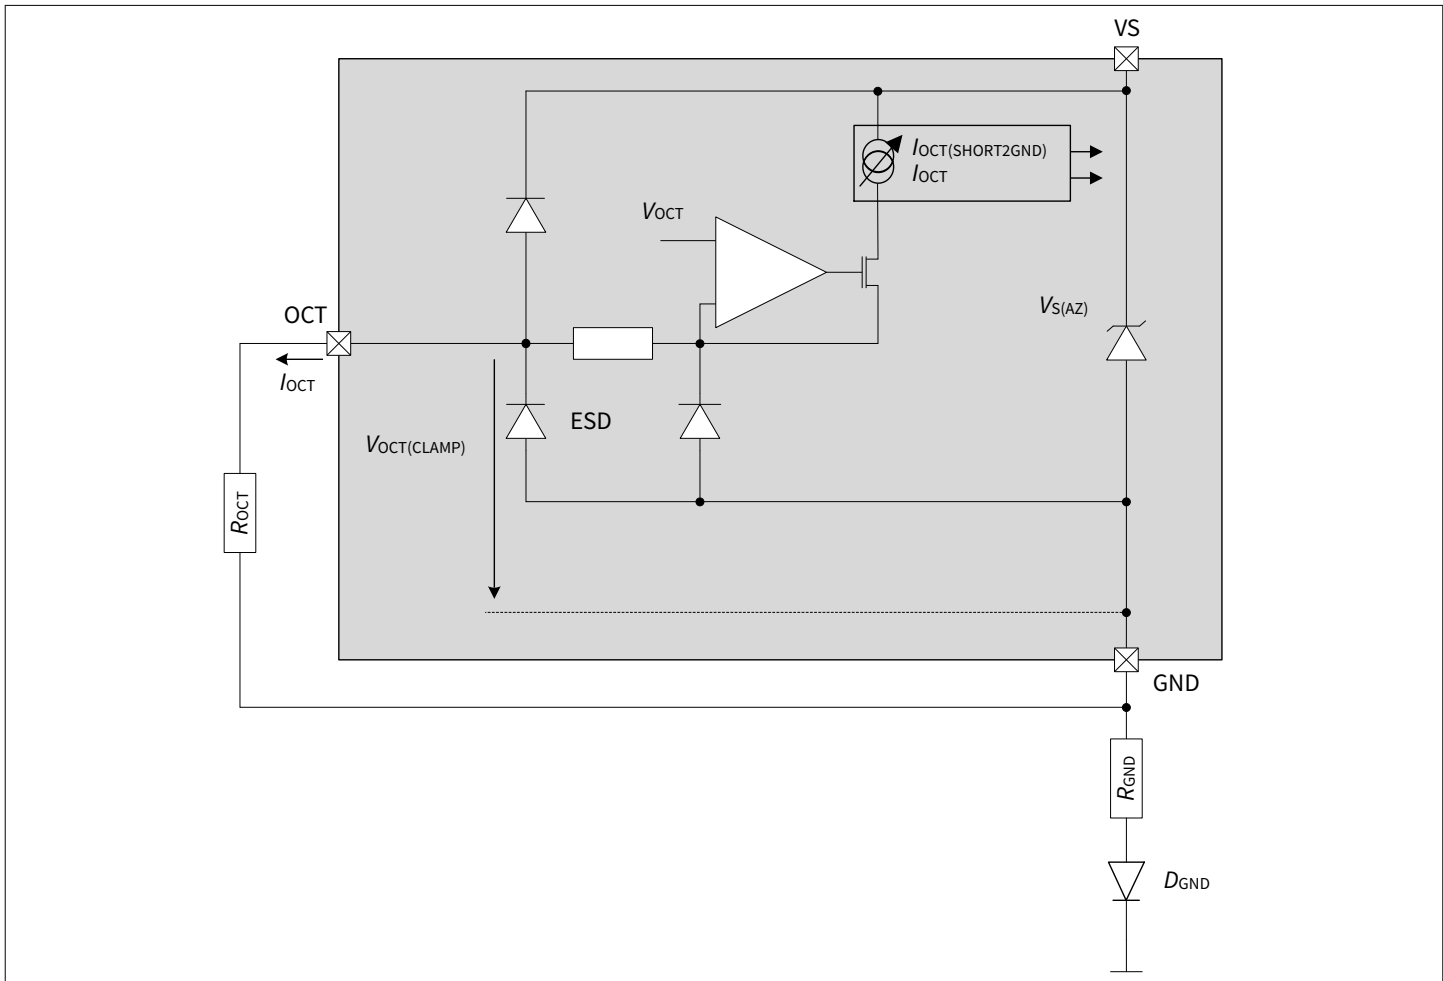 VS
IOCT(SHORT2GND)
IOCT
VOCT
VS(AZ)
OCT
IOCT
ESD
VOCT(CLAMP)
ROCT
GND
RGND
DGND